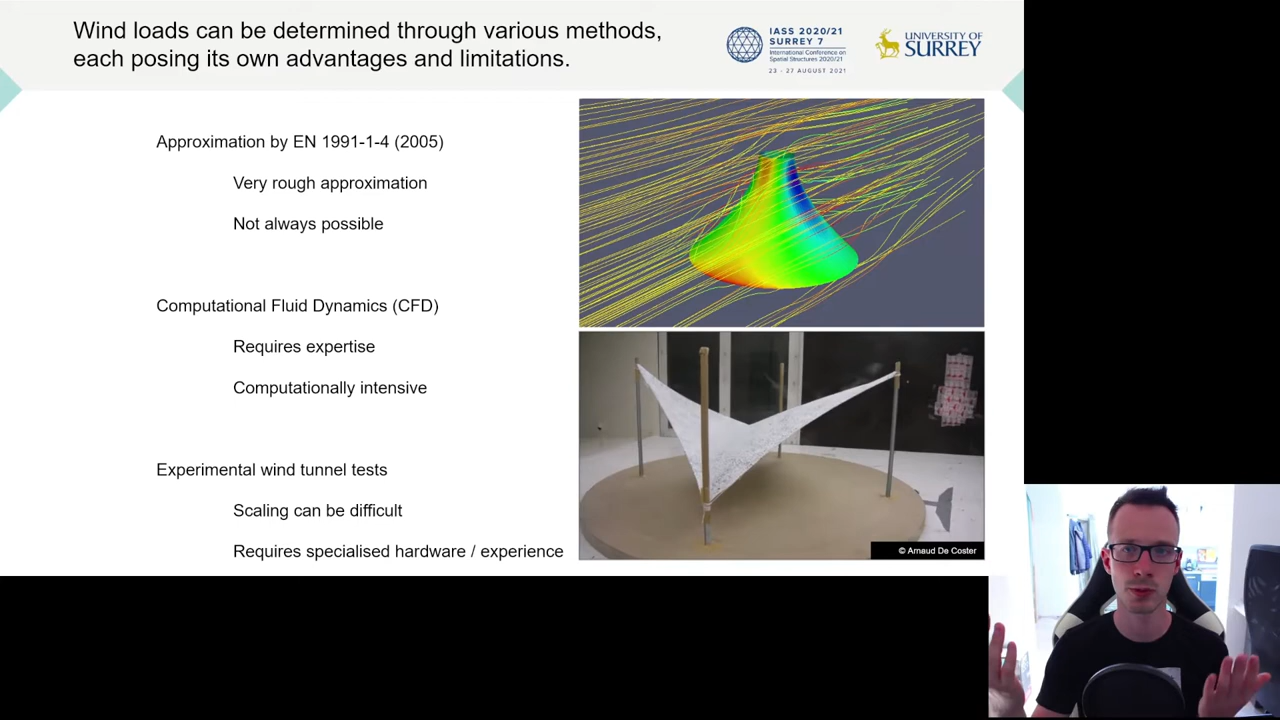 Wind loads can be determined through various methods,
each posing its own advantages and limitations.
IASS 2020/21
SURREY 7
International Conference on
Spatial Structures 2020/21
23 - 27 AUGUST 2021
UNIVERSITY OF
SURREY
Approximation by EN 1991-1-4 (2005)
Very rough approximation
Not always possible
Computational Fluid Dynamics (CFD)
Requires expertise
Computationally intensive
Experimental wind tunnel tests
Scaling can be difficult
Requires specialised hardware / experience
© Arnaud De Coster